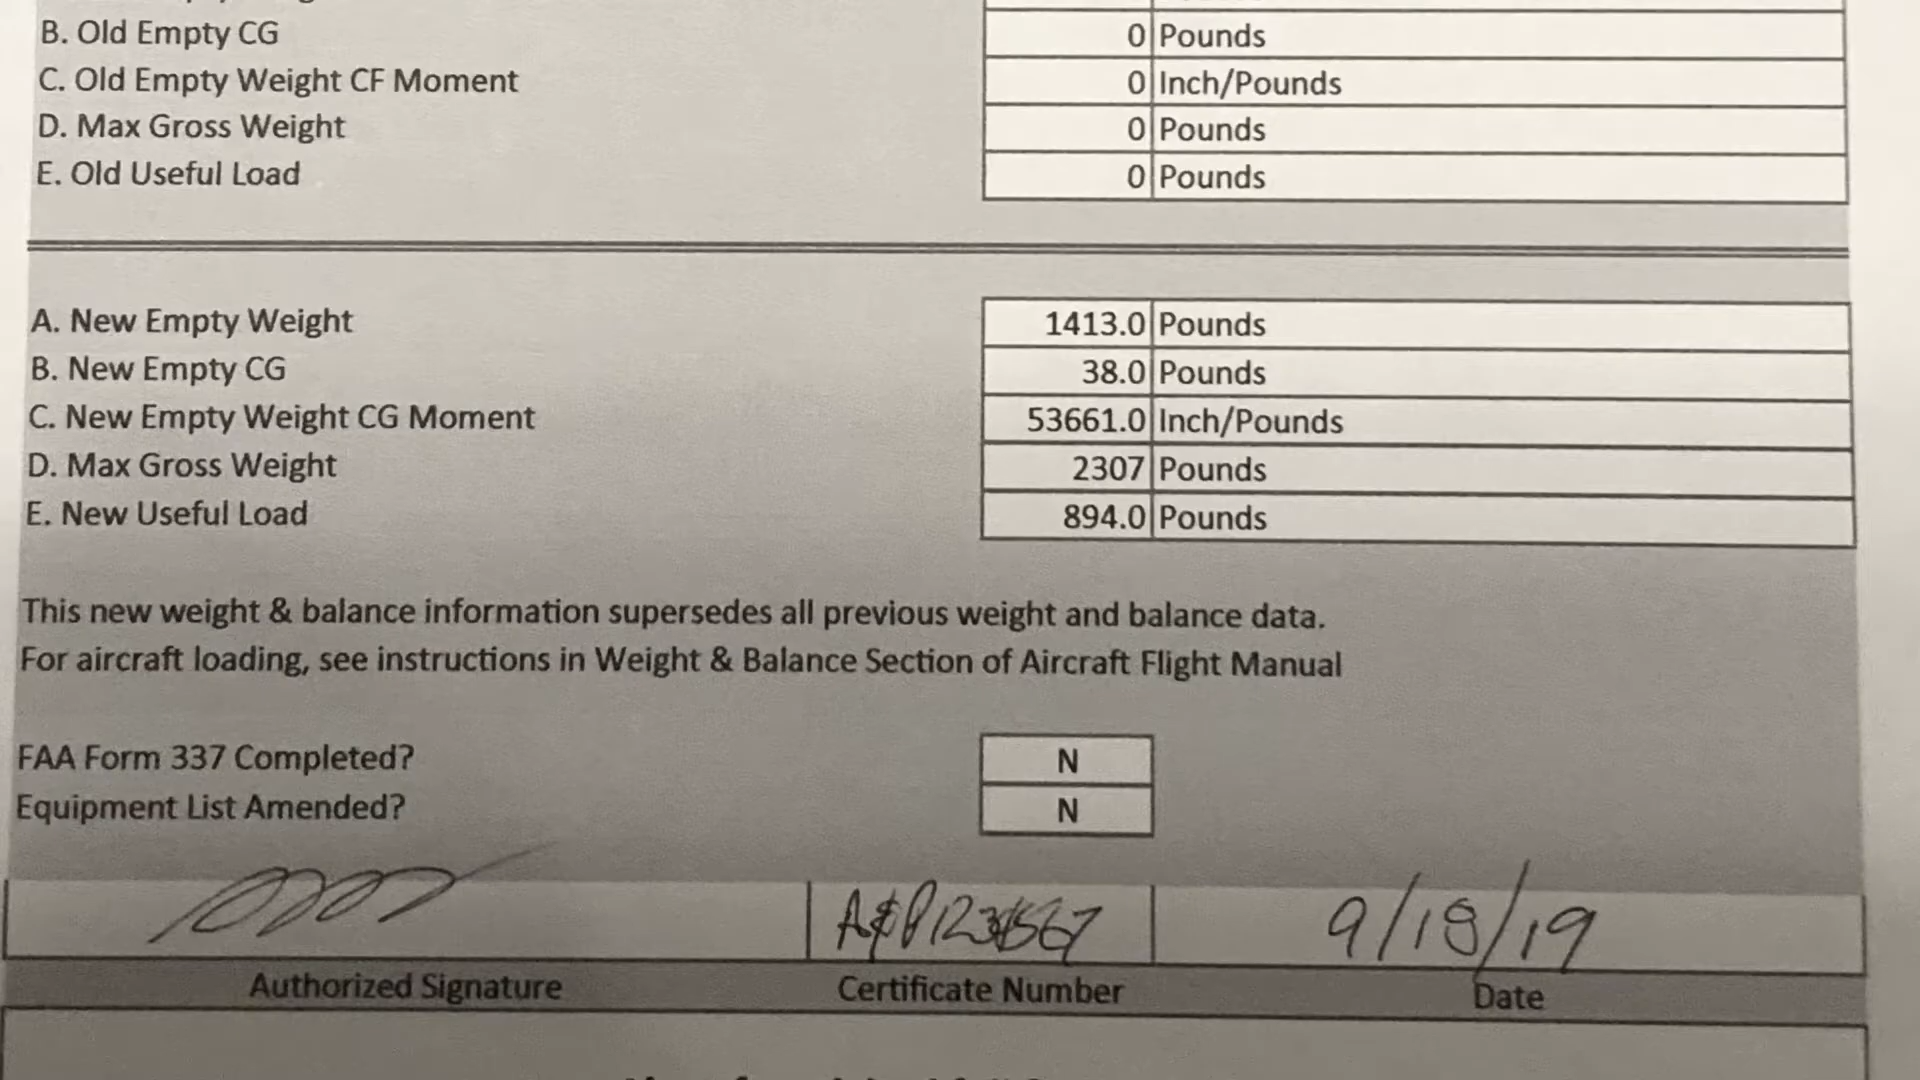 B. Old Empty CG 0 Pounds
C. Old Empty Weight CF Moment 0 Inch/Pounds
D. Max Gross Weight 0 Pounds
E. Old Useful Load 0 Pounds
A. New Empty Weight 1413.0 Pounds
B. New Empty CG 38.0 Pounds
C. New Empty Weight CG Moment 53661.0 Inch/Pounds
D. Max Gross Weight 2307 Pounds
E. New Useful Load 894.0 Pounds
This new weight & balance information supersedes all previous weight and balance data.
For aircraft loading, see instructions in Weight & Balance Section of Aircraft Flight Manual
FAA Form 337 Completed? N
Equipment List Amended? N
9/18/19
Authorized Signature Certificate Number Date